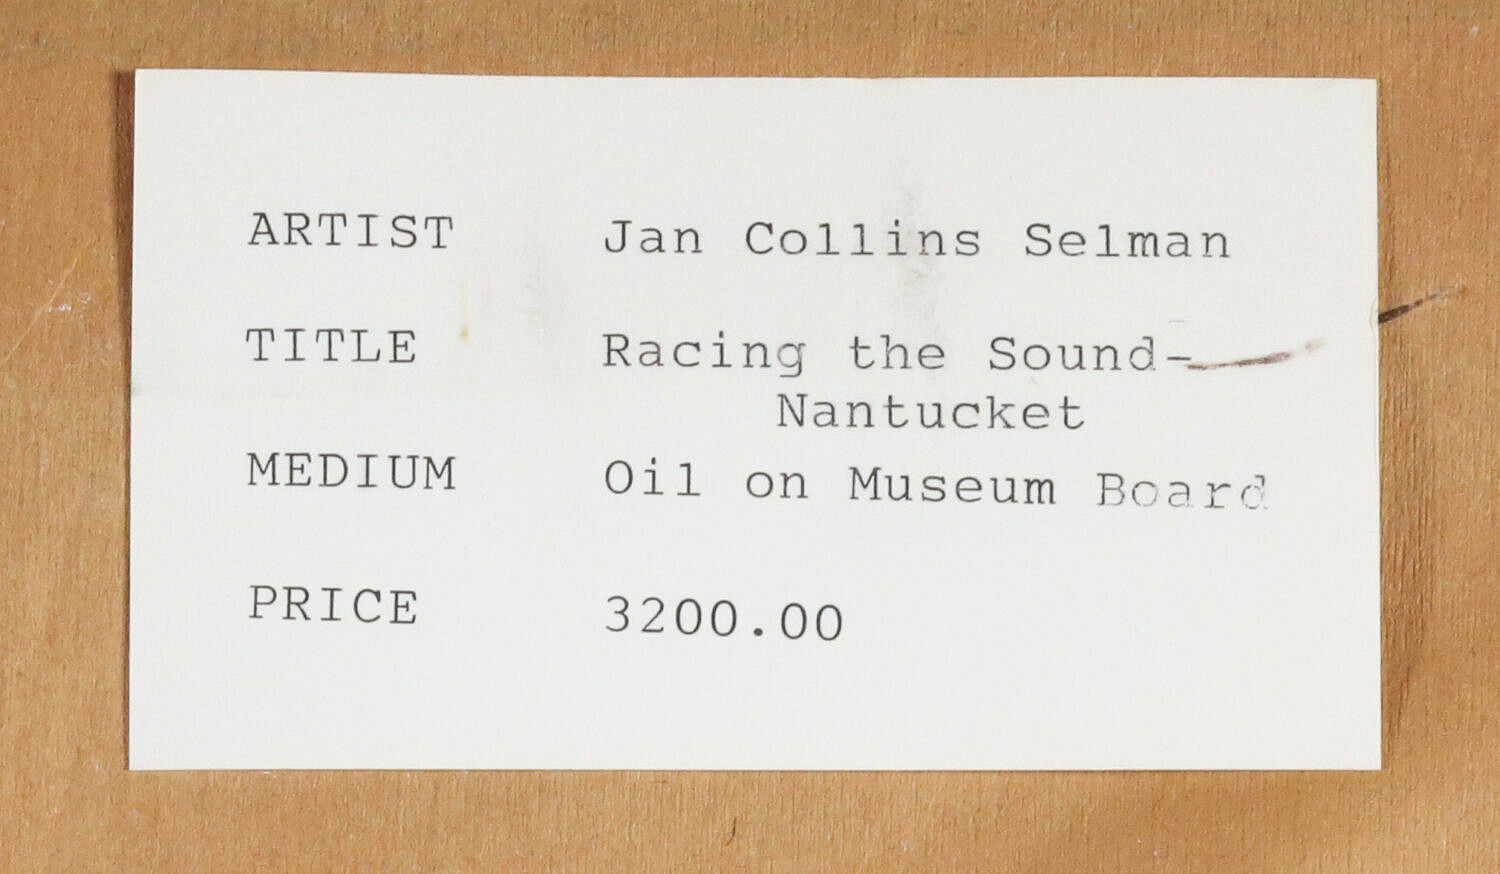 ARTIST Jan Collins Selman
TITLE Racing the Sound-
Nantucket
MEDIUM Oil on Museum Board
PRICE 3200.00